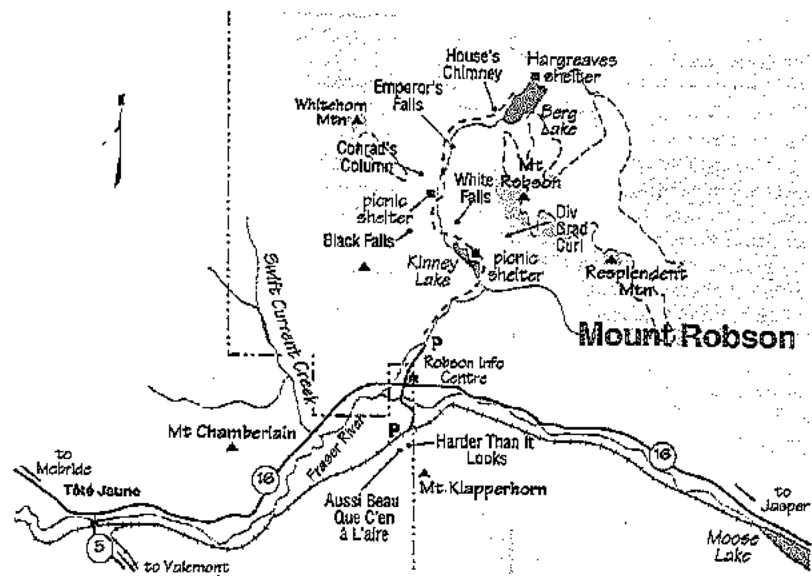 House's
Chimney
Hargreaves
shelter
Emperor's
Falls
Whitehorn
Mtn
Berg
Lake
Conrad's
Column
Mt
Robson
picnic
shelter
White
Falls
Black Falls
Div
Grad
Curl
Kinney
Lake
picnic
shelter
Resplendent
Mtn
Swift Current Creek
Mount Robson
P
Robson Info
Centre
Mt Chamberlain
Fraser River
P
Harder Than It
Looks
to
Mcbride
16
16
Tête Jaune
Mt Klapperhorn
to
Jasper
Aussi Beau
Que C'en
à L'aire
5
to Valemont
Moose
Lake